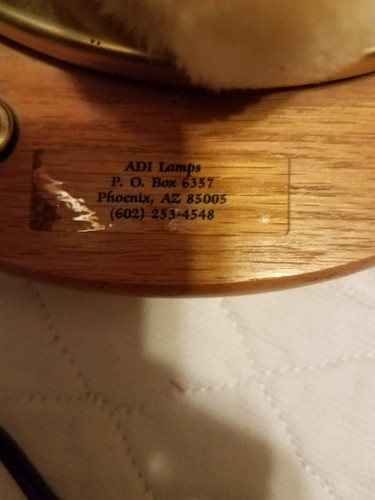 ADI Lamps
P. O. Box 6357
Phoenix, AZ 85005
(602) 253-4548